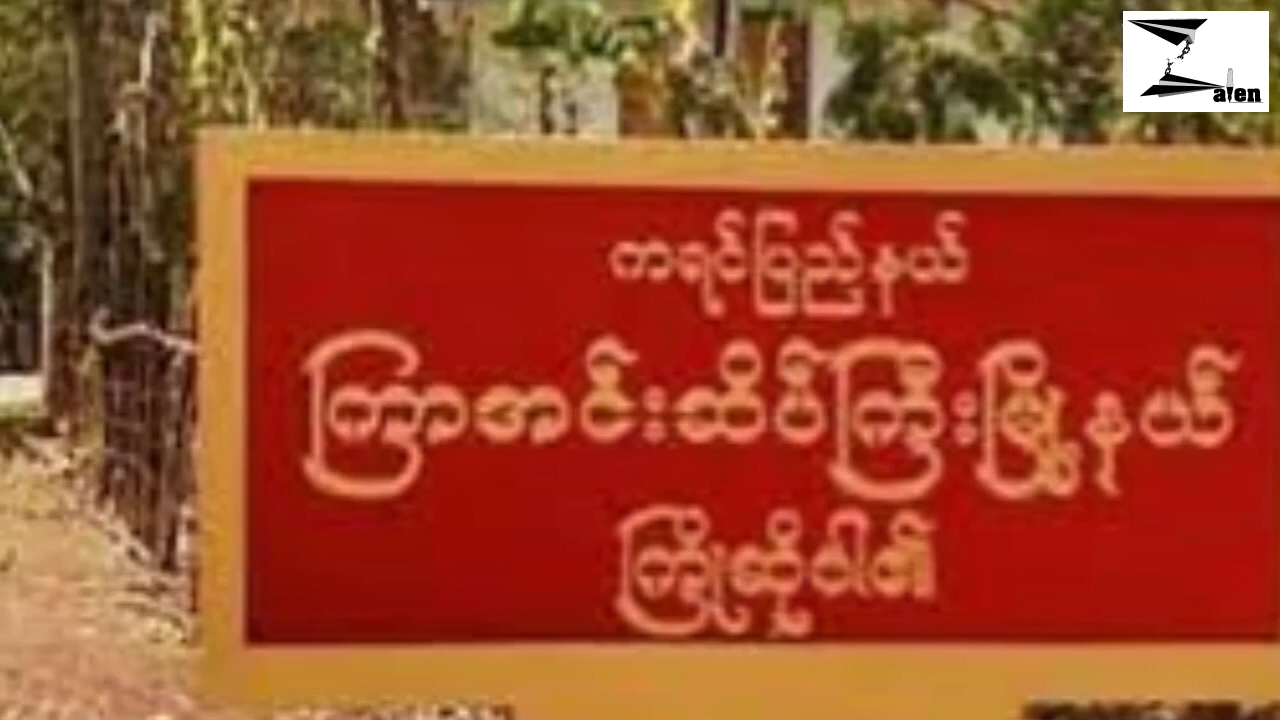 Zalen
ကရင်ပြည်နယ်
ကြာအင်းဆိပ်ကြီးမြို့နယ်
ကြိုဆိုပါ၏